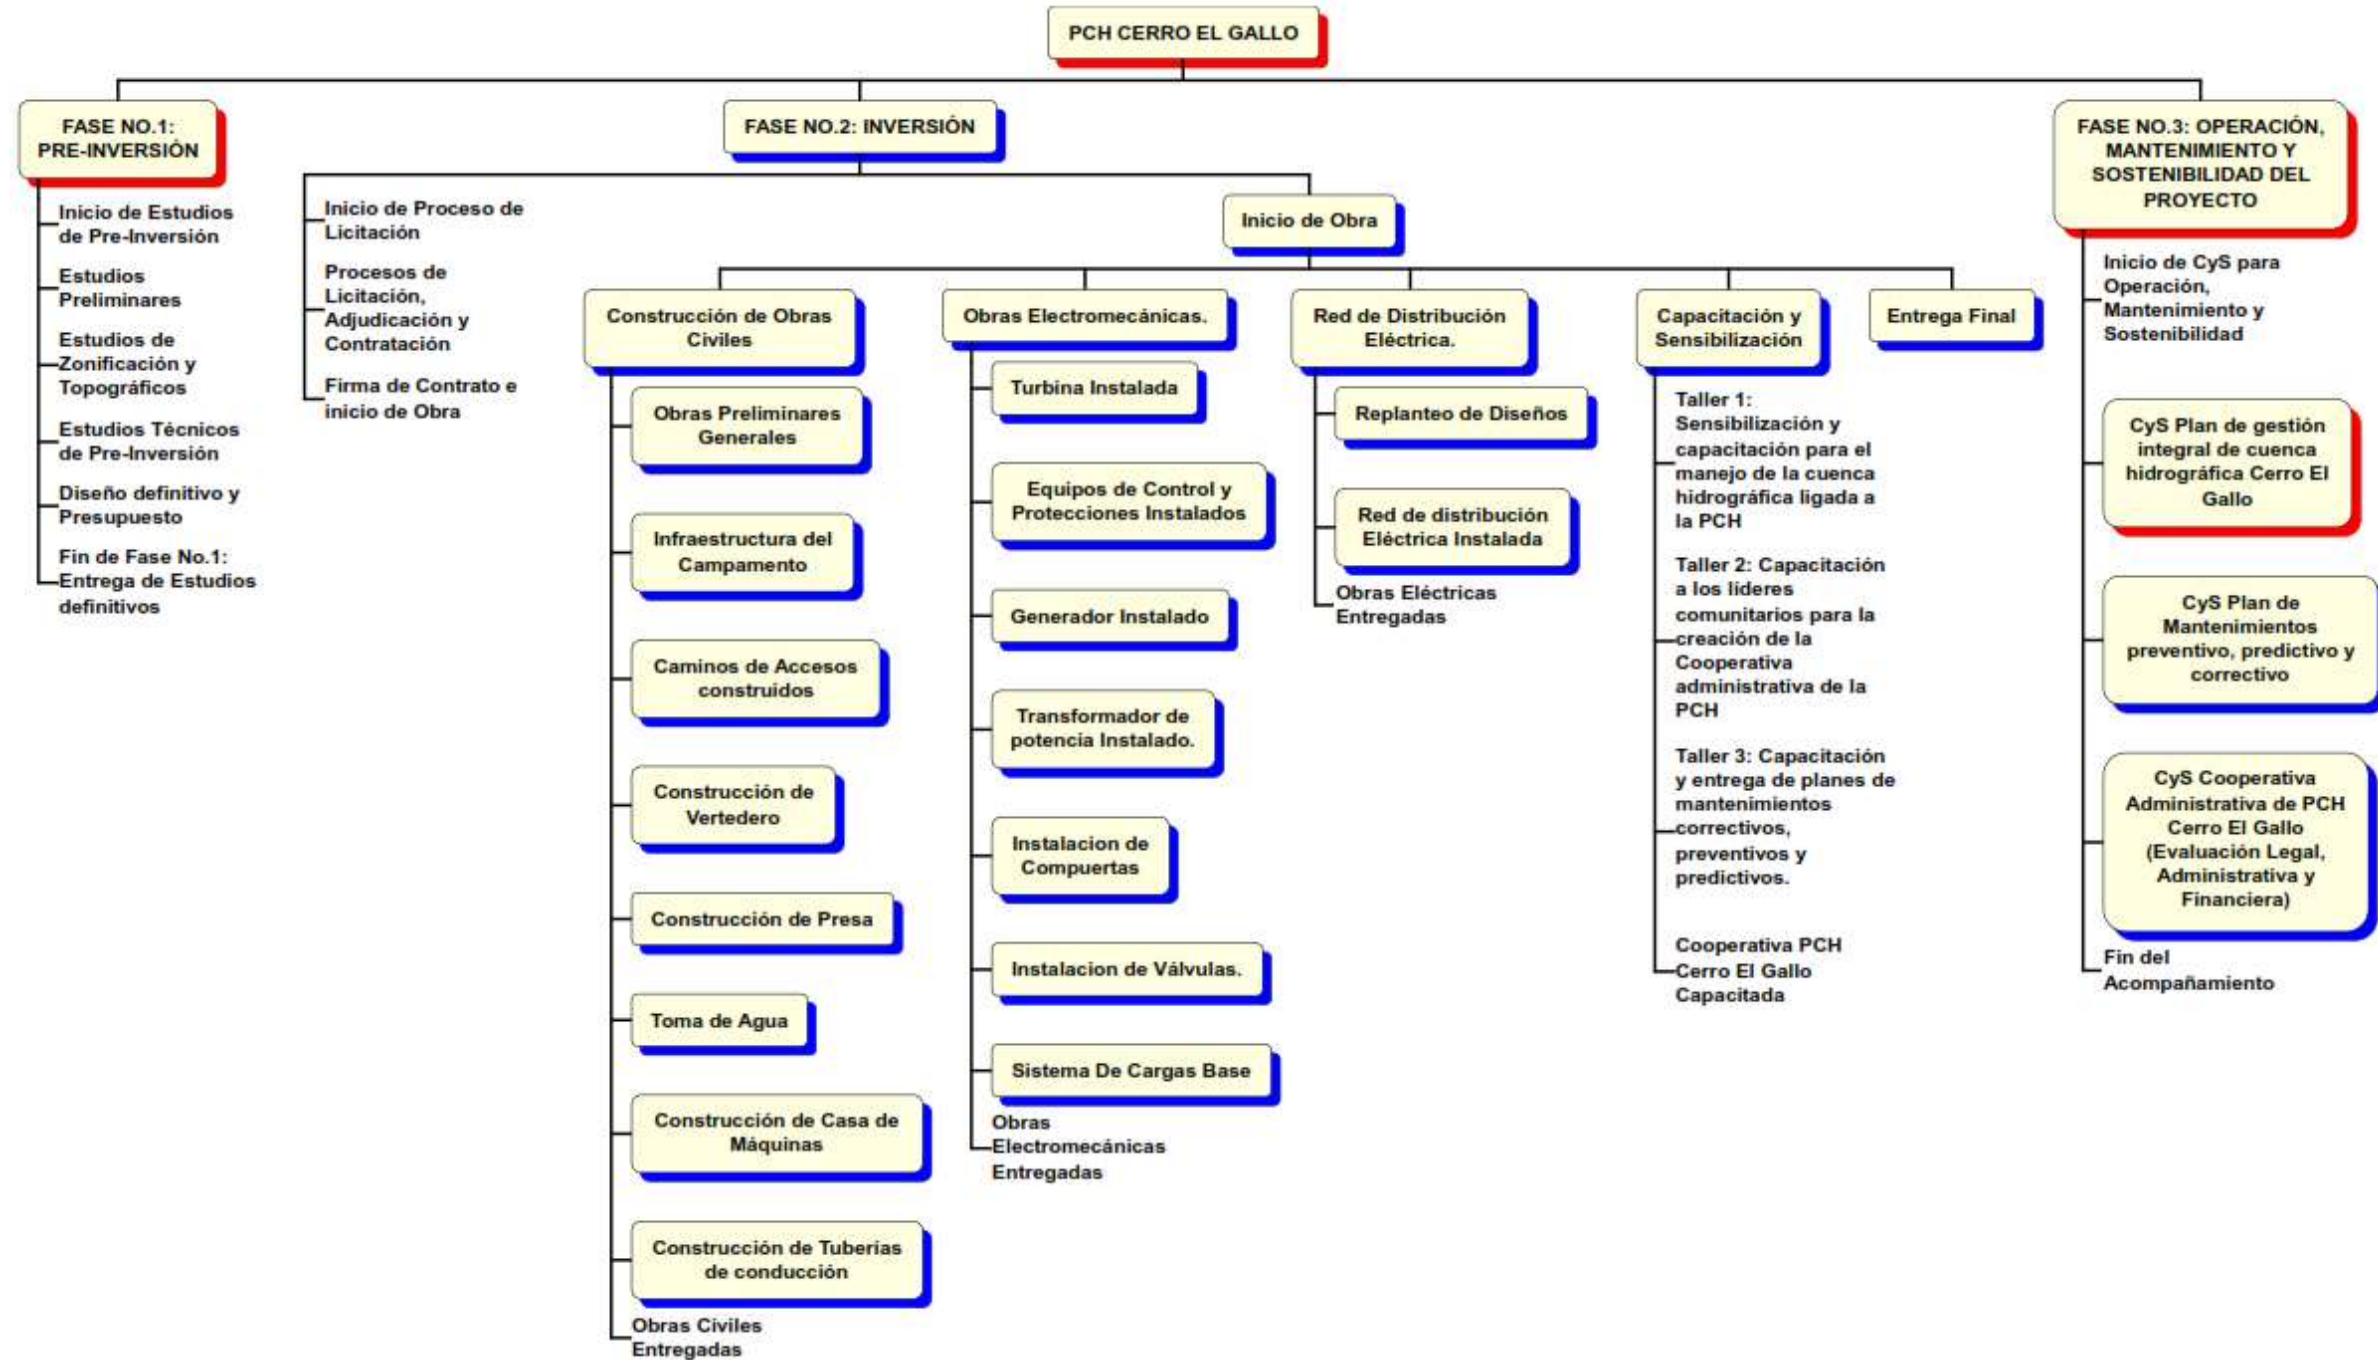 PCH CERRO EL GALLO
FASE NO.1:
PRE-INVERSIÓN
Inicio de Estudios
de Pre-Inversión
Estudios
Preliminares
Estudios de
Zonificación y
Topográficos
Estudios Técnicos
de Pre-Inversión
Diseño definitivo y
Presupuesto
Fin de Fase No.1:
Entrega de Estudios
definitivos
FASE NO.2: INVERSIÓN
Inicio de Proceso de
Licitación
Procesos de
Licitación,
Adjudicación y
Contratación
Firma de Contrato e
inicio de Obra
Inicio de Obra
Construcción de Obras
Civiles
Obras Preliminares
Generales
Infraestructura del
Campamento
Caminos de Accesos
construidos
Construcción de
Vertedero
Construcción de Presa
Toma de Agua
Construcción de Casa de
Máquinas
Construcción de Tuberías
de conducción
Obras Civiles
Entregadas
Obras Electromecánicas.
Turbina Instalada
Equipos de Control y
Protecciones Instalados
Generador Instalado
Transformador de
potencia Instalado.
Instalacion de
Compuertas
Instalacion de Válvulas.
Sistema De Cargas Base
Obras
Electromecánicas
Entregadas
Red de Distribución
Eléctrica.
Replanteo de Diseños
Red de distribución
Eléctrica Instalada
Obras Eléctricas
Entregadas
Capacitación y
Sensibilización
Taller 1:
Sensibilización y
capacitación para el
manejo de la cuenca
hidrográfica ligada a
la PCH
Taller 2: Capacitación
a los líderes
comunitarios para la
creación de la
Cooperativa
administrativa de la
PCH
Taller 3: Capacitación
y entrega de planes de
mantenimientos
correctivos,
preventivos y
predictivos.
Cooperativa PCH
Cerro El Gallo
Capacitada
Entrega Final
FASE NO.3: OPERACIÓN,
MANTENIMIENTO Y
SOSTENIBILIDAD DEL
PROYECTO
Inicio de CyS para
Operación,
Mantenimiento y
Sostenibilidad
CyS Plan de gestión
integral de cuenca
hidrográfica Cerro El
Gallo
CyS Plan de
Mantenimientos
preventivo, predictivo y
correctivo
CyS Cooperativa
Administrativa de PCH
Cerro El Gallo
(Evaluación Legal,
Administrativa y
Financiera)
Fin del
Acompañamiento